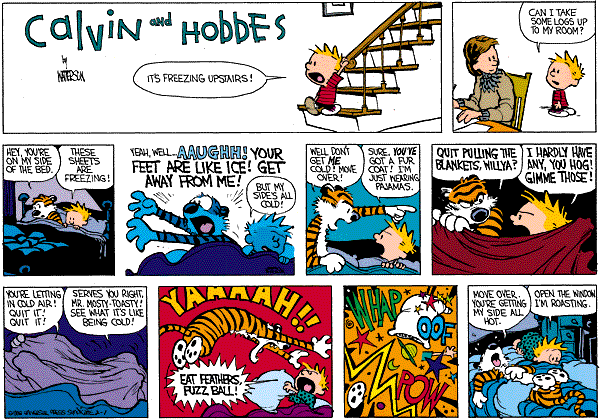 Calvin and HObbES
by
WATTERSON
IT'S FREEZING UPSTAIRS!
CAN I TAKE
SOME LOGS UP
TO MY ROOM?
HEY, YOU'RE
ON MY SIDE
OF THE BED.
THESE
SHEETS
ARE
FREEZING!
YEAH, WELL... AAUGHH! YOUR
FEET ARE LIKE ICE! GET
AWAY FROM ME!
BUT MY
SIDE'S ALL
COLD!
WELL DON'T
GET ME
COLD! MOVE
OVER!
SURE, YOU'VE
GOT A FUR
COAT! I'M
JUST WEARING
PAJAMAS.
QUIT PULLING THE
BLANKETS, WILLYA?
I HARDLY HAVE
ANY, YOU HOG!
GIMME THOSE!
YOU'RE LETTING
IN COLD AIR!
QUIT IT!
QUIT IT!
SERVES YOU RIGHT,
MR. MOSTY-TOASTY!
SEE WHAT IT'S LIKE
BEING COLD!
YAAAAAH!!
EAT FEATHERS,
FUZZ BALL!
WHAP
OOF
POW
MOVE OVER.
YOU'RE GETTING
MY SIDE ALL
HOT.
OPEN THE WINDOW.
I'M ROASTING.